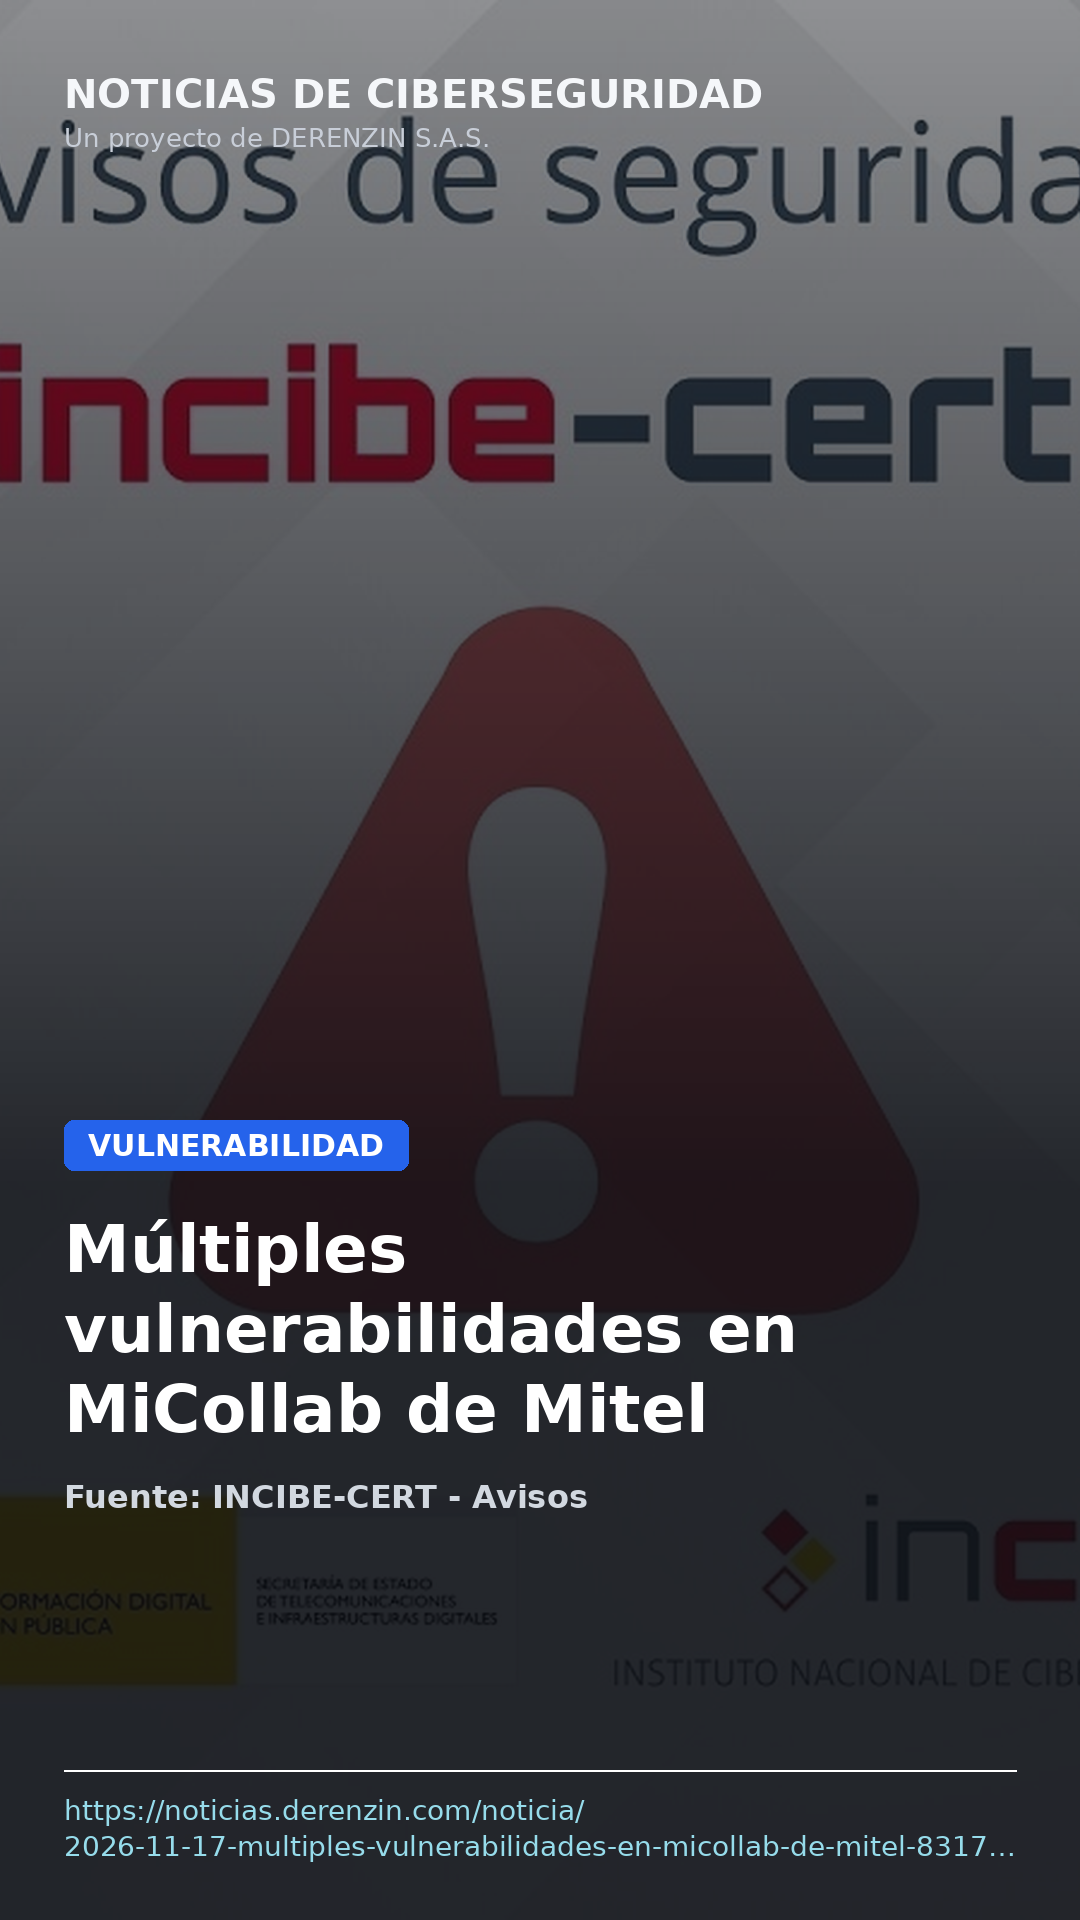 NOTICIAS DE CIBERSEGURIDAD
Un proyecto de DERENZIN S.A.S.
visos de segurida
incibe-cert
VULNERABILIDAD
Múltiples
vulnerabilidades en
MiCollab de Mitel
Fuente: INCIBE-CERT - Avisos
ORMACIÓN DIGITAL
N PÚBLICA
SECRETARÍA DE ESTADO
DE TELECOMUNICACIONES
E INFRAESTRUCTURAS DIGITALES
inc
INSTITUTO NACIONAL DE CIB
https://noticias.derenzin.com/noticia/
2026-11-17-multiples-vulnerabilidades-en-micollab-de-mitel-8317…